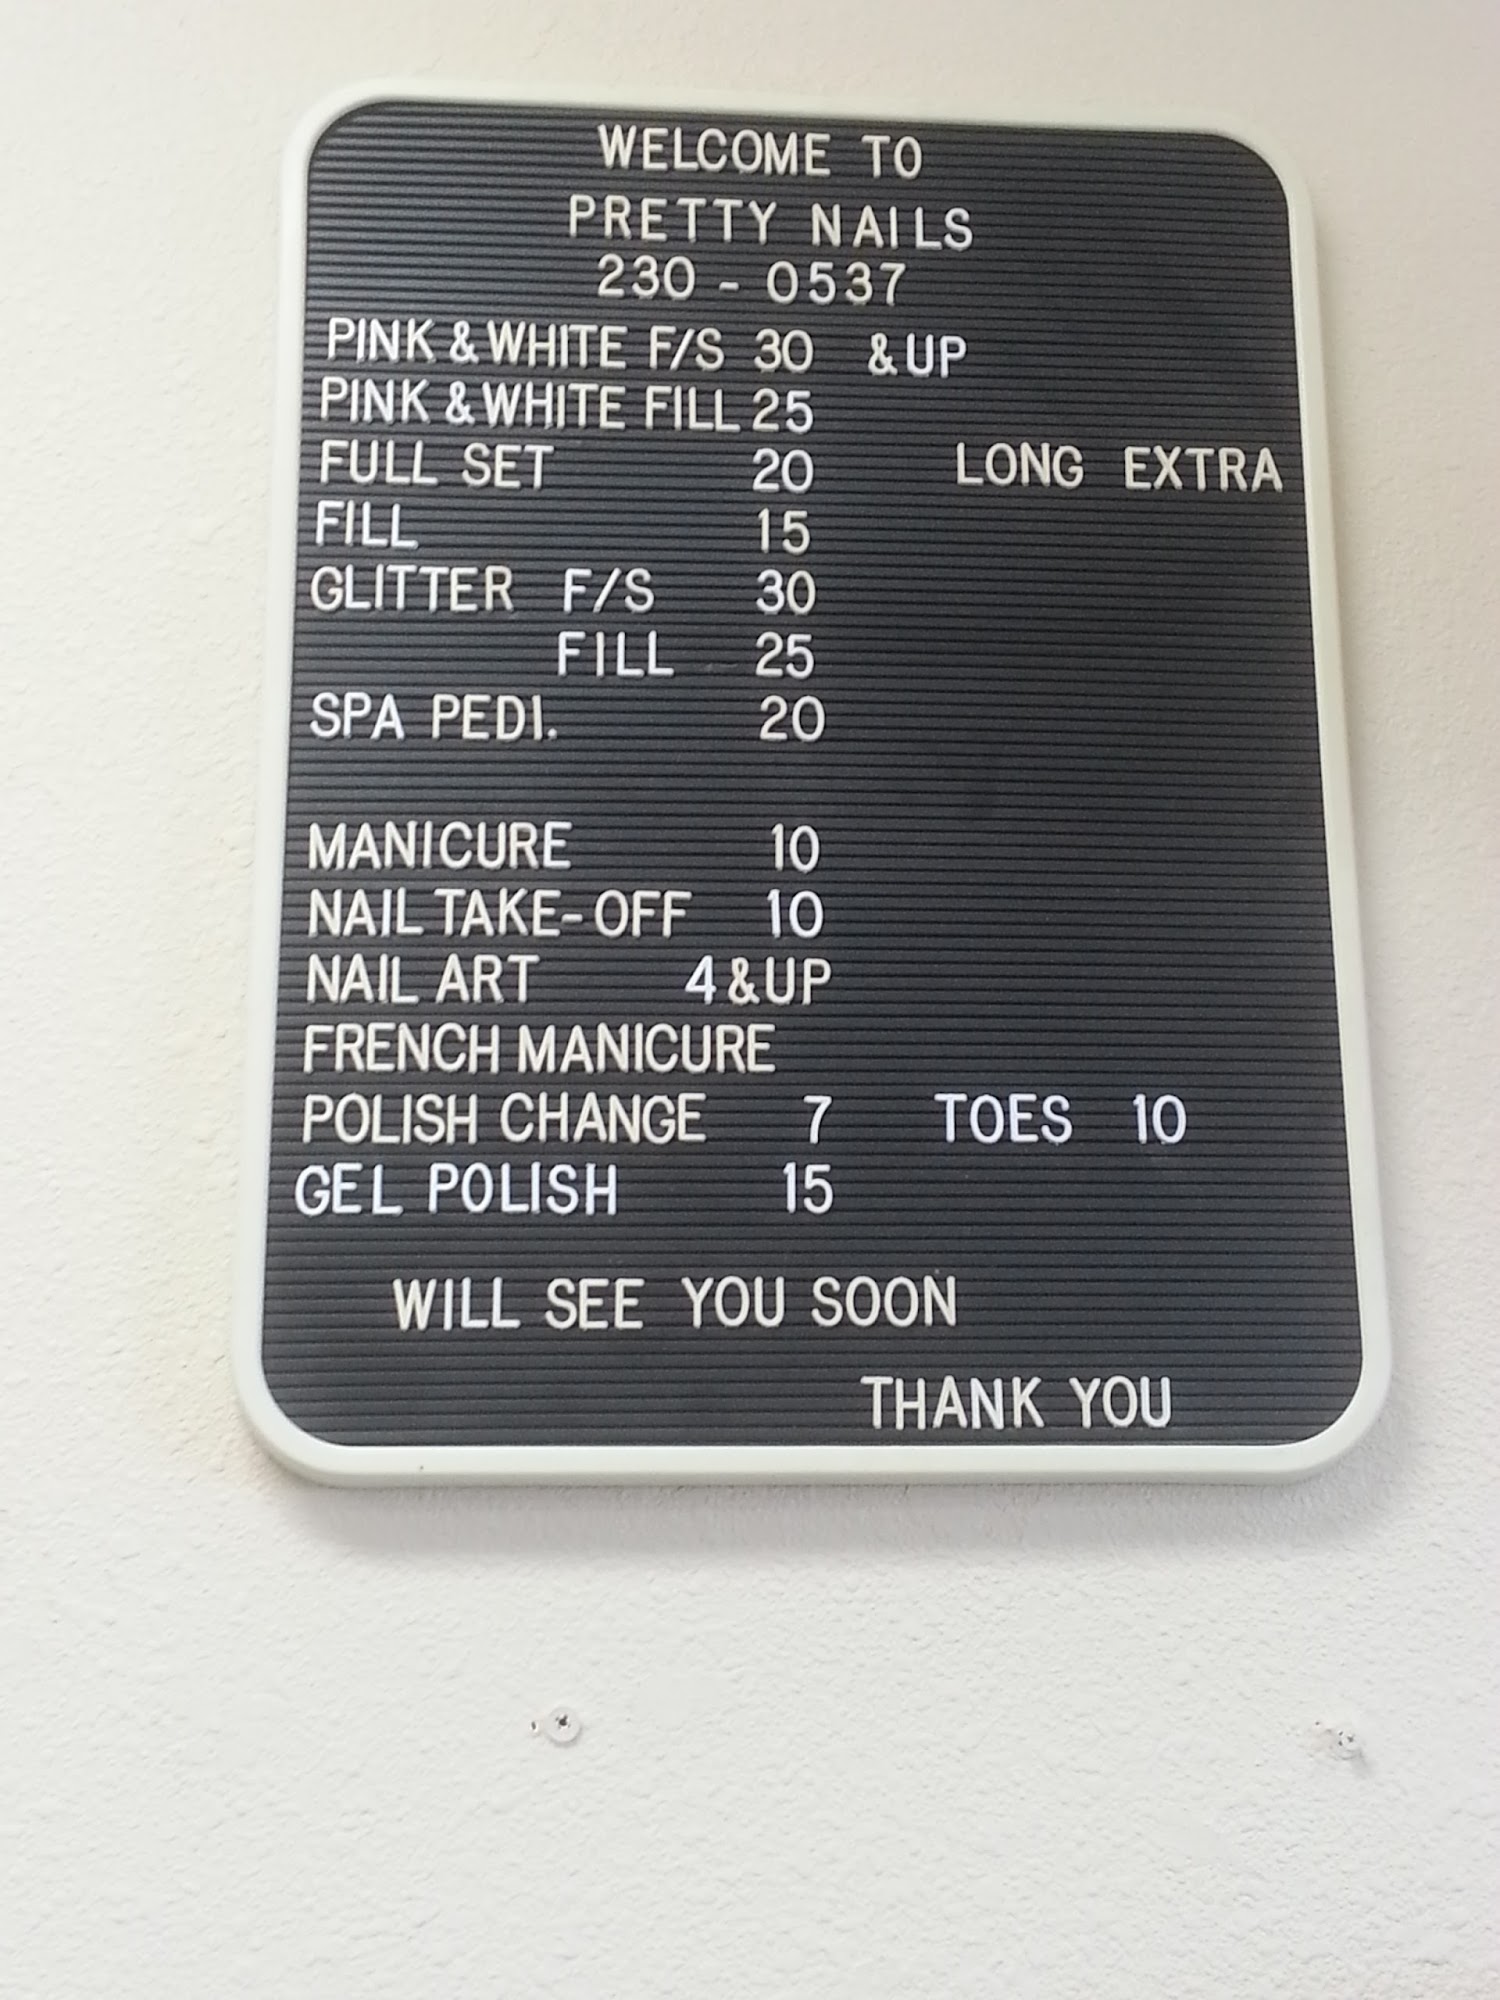 WELCOME TO
PRETTY NAILS
230 - 0537
PINK & WHITE F/S 30 & UP
PINK & WHITE FILL 25
FULL SET 20 LONG EXTRA
FILL 15
GLITTER F/S 30
FILL 25
SPA PEDI. 20
MANICURE 10
NAIL TAKE-OFF 10
NAIL ART 4 & UP
FRENCH MANICURE
POLISH CHANGE 7 TOES 10
GEL POLISH 15
WILL SEE YOU SOON
THANK YOU